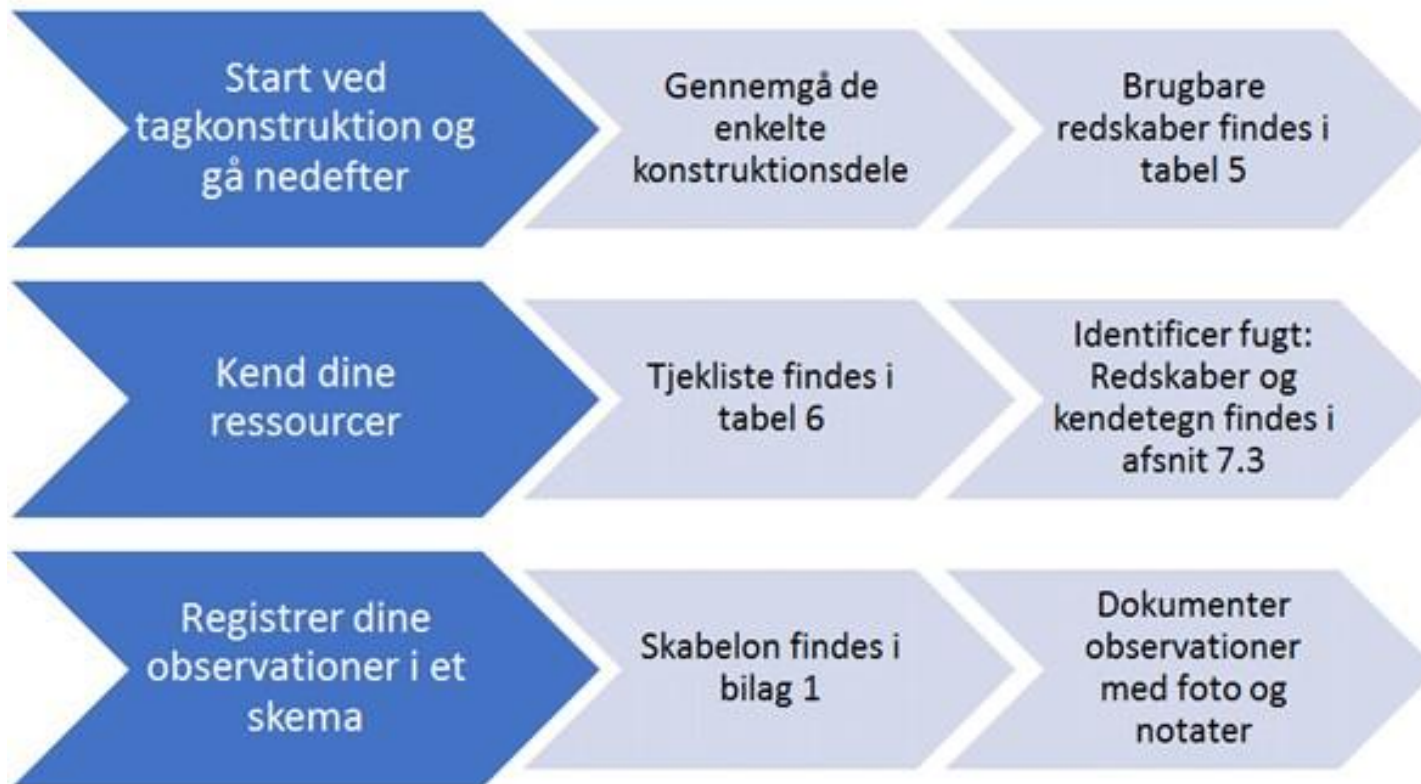 Start ved
tagkonstruktion og
gå nedefter
Gennemgå de
enkelte
konstruktionsdele
Brugbare
redskaber findes i
tabel 5
Kend dine
ressourcer
Tjekliste findes i
tabel 6
Identificer fugt:
Redskaber og
kendetegn findes i
afsnit 7.3
Registrer dine
observationer i et
skema
Skabelon findes i
bilag 1
Dokumenter
observationer
med foto og
notater